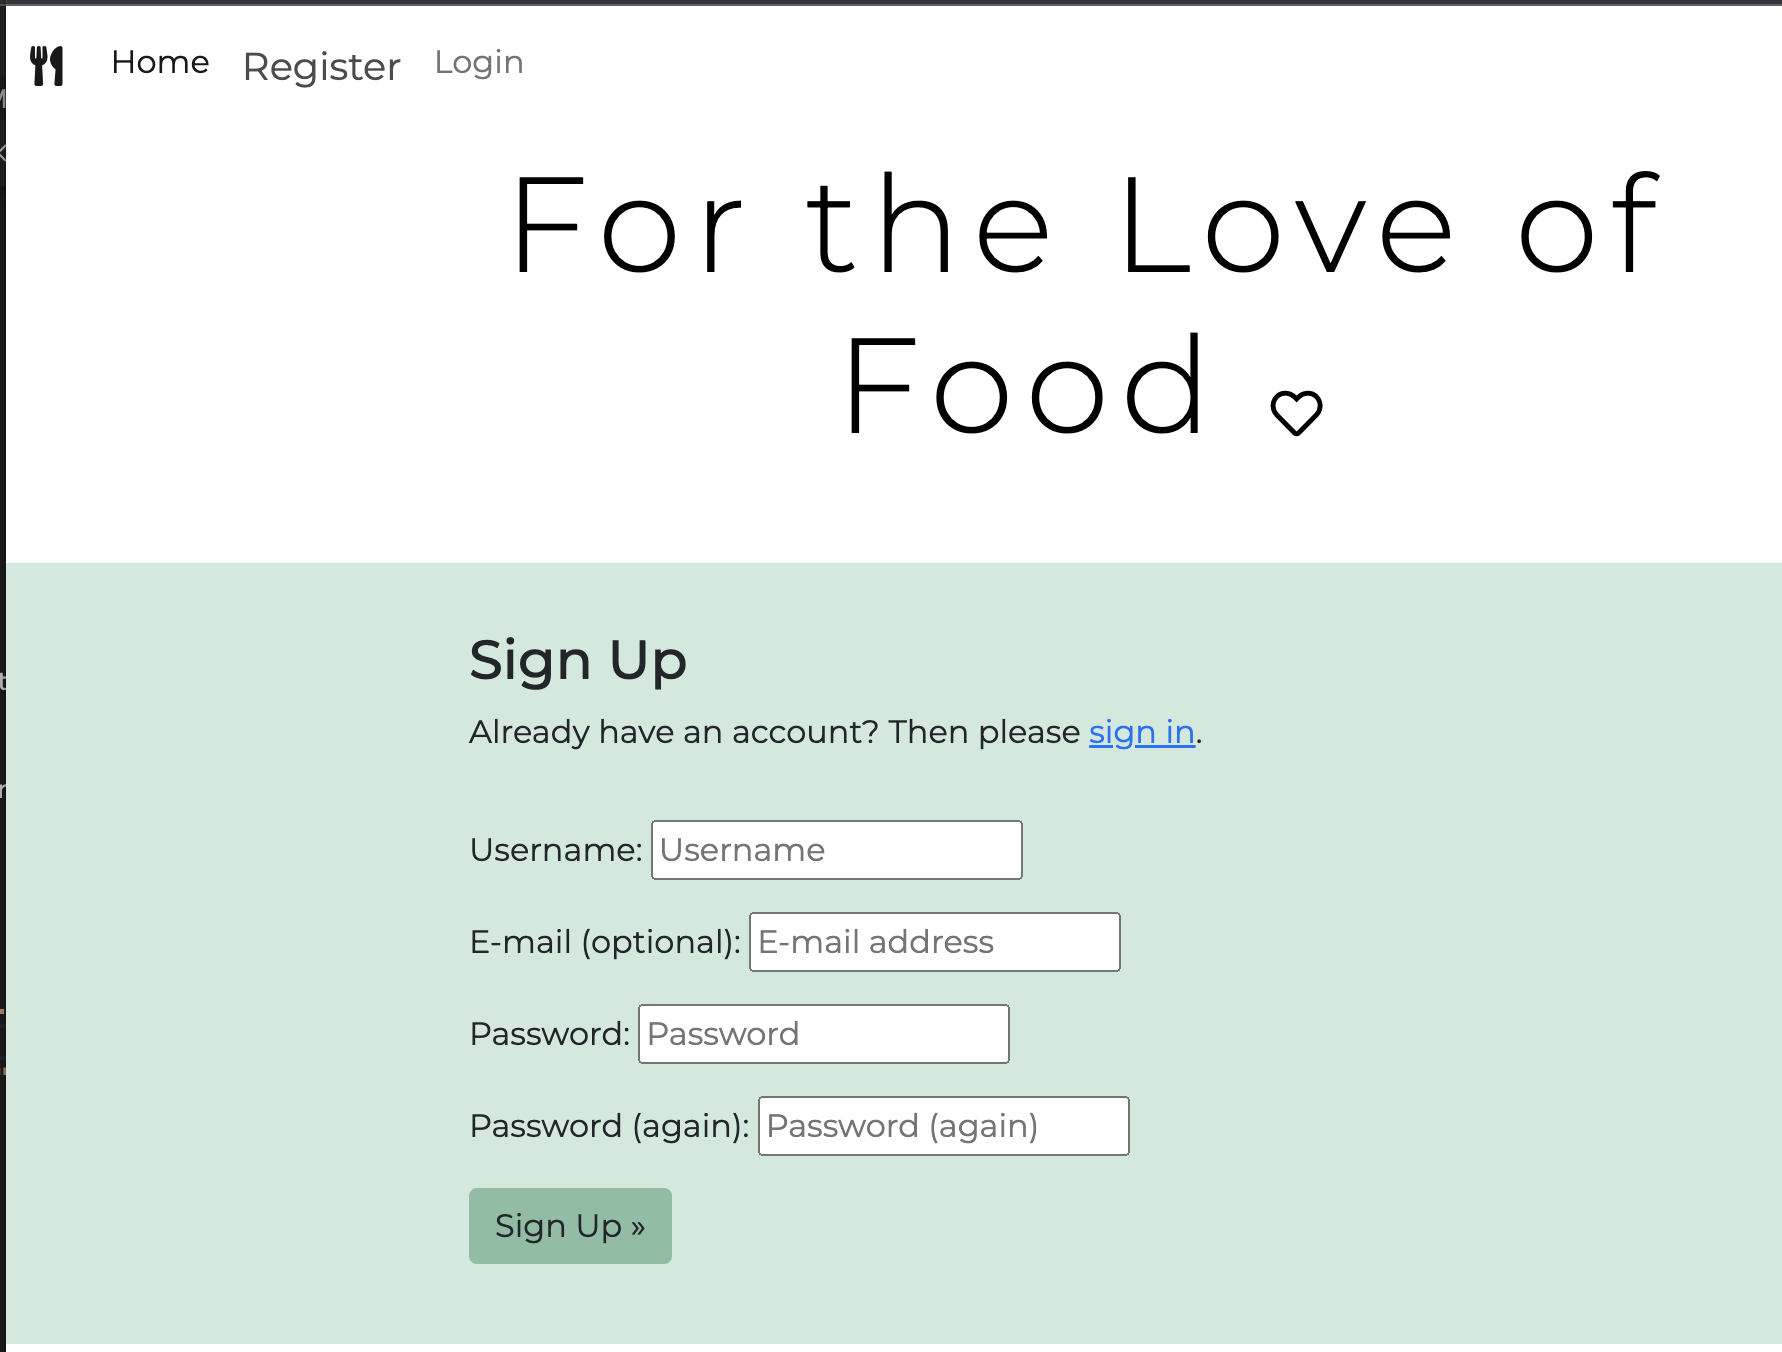 Home Register Login
For the Love of
Food
Sign Up
Already have an account? Then please sign in.
Username: Username
E-mail (optional): E-mail address
Password: Password
Password (again): Password (again)
Sign Up »